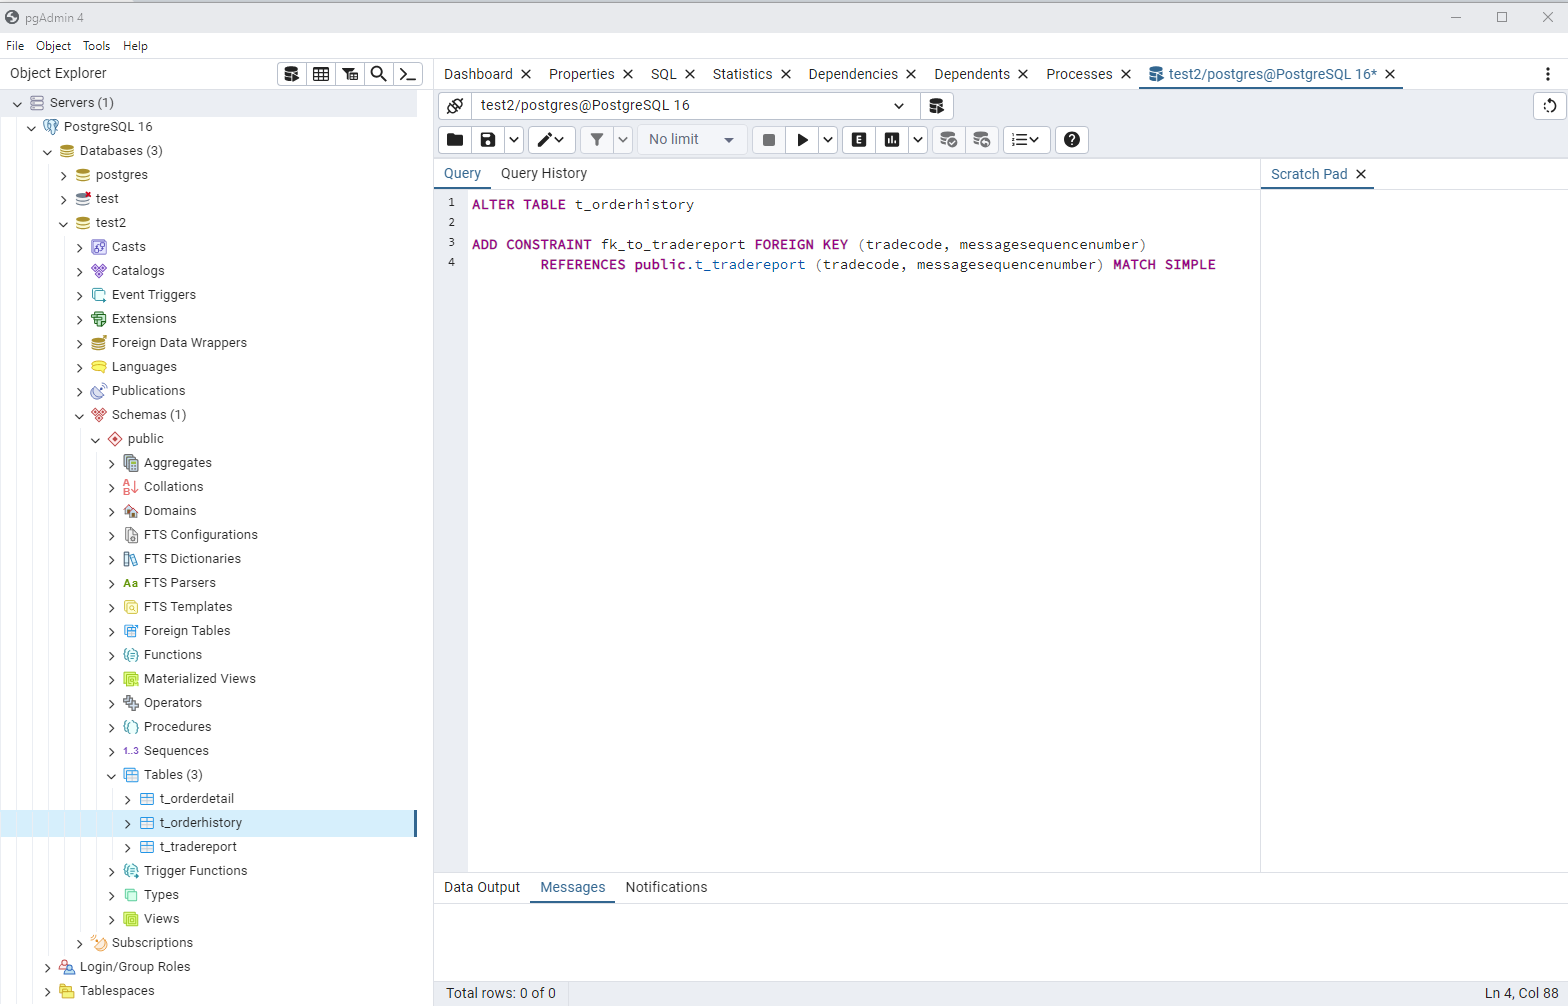 pgAdmin 4
File Object Tools Help
Object Explorer
Dashboard Properties SQL Statistics Dependencies Dependents Processes test2/postgres@PostgreSQL 16*
test2/postgres@PostgreSQL 16
No limit
E
Query Query History
Scratch Pad
1 ALTER TABLE t_orderhistory
2
3 ADD CONSTRAINT fk_to_tradereport FOREIGN KEY (tradecode, messagesequencenumber)
4 REFERENCES public.t_tradereport (tradecode, messagesequencenumber) MATCH SIMPLE
Servers (1)
PostgreSQL 16
Databases (3)
postgres
test
test2
Casts
Catalogs
Event Triggers
Extensions
Foreign Data Wrappers
Languages
Publications
Schemas (1)
public
Aggregates
Collations
Domains
FTS Configurations
FTS Dictionaries
Aa FTS Parsers
FTS Templates
Foreign Tables
Functions
Materialized Views
Operators
Procedures
1..3 Sequences
Tables (3)
t_orderdetail
t_orderhistory
t_tradereport
Trigger Functions
Types
Views
Subscriptions
Login/Group Roles
Tablespaces
Data Output Messages Notifications
Total rows: 0 of 0
Ln 4, Col 88